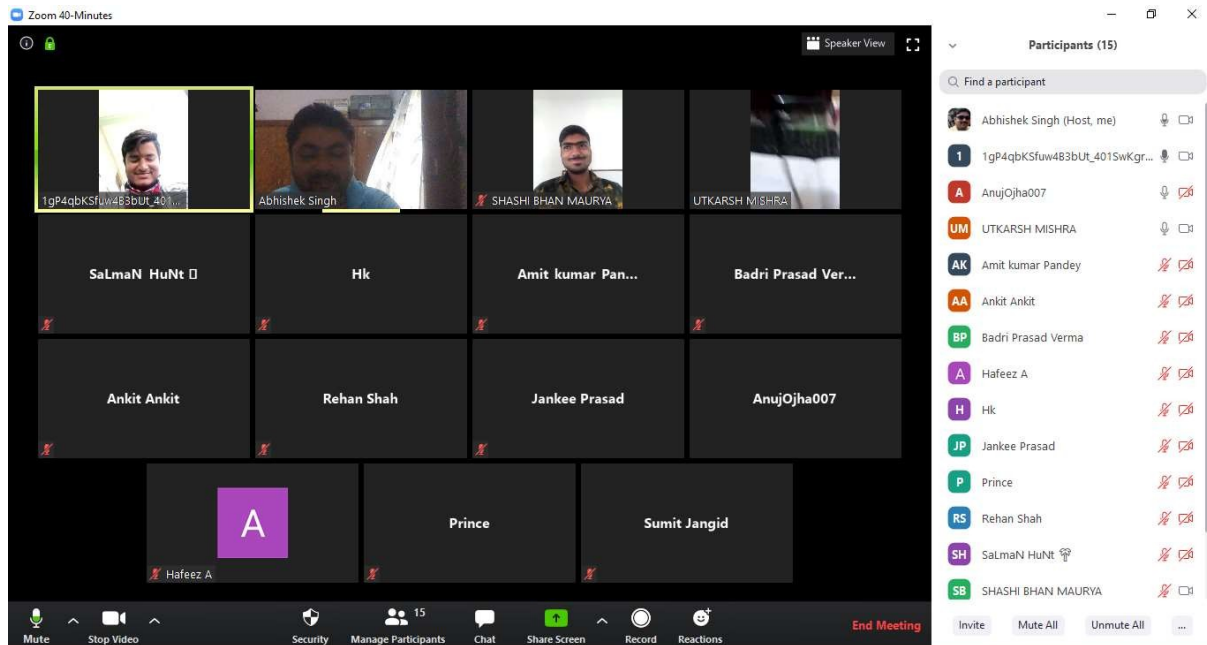 Zoom 40-Minutes
Speaker View
1gP4qbKSfuw4B3bUt_401...
Abhishek Singh
SHASHI BHAN MAURYA
UTKARSH MISHRA
SaLmaN HuNt
Hk
Amit kumar Pan...
Badri Prasad Ver...
Ankit Ankit
Rehan Shah
Jankee Prasad
AnujOjha007
A
Hafeez A
Prince
Sumit Jangid
Mute
Stop Video
Security
15
Manage Participants
Chat
Share Screen
Record
Reactions
End Meeting
Participants (15)
Find a participant
Abhishek Singh (Host, me)
1 1gP4qbKSfuw4B3bUt_401SwKgr...
A AnujOjha007
UM UTKARSH MISHRA
AK Amit kumar Pandey
AA Ankit Ankit
BP Badri Prasad Verma
A Hafeez A
H Hk
JP Jankee Prasad
P Prince
RS Rehan Shah
SH SaLmaN HuNt
SB SHASHI BHAN MAURYA
Invite
Mute All
Unmute All
...